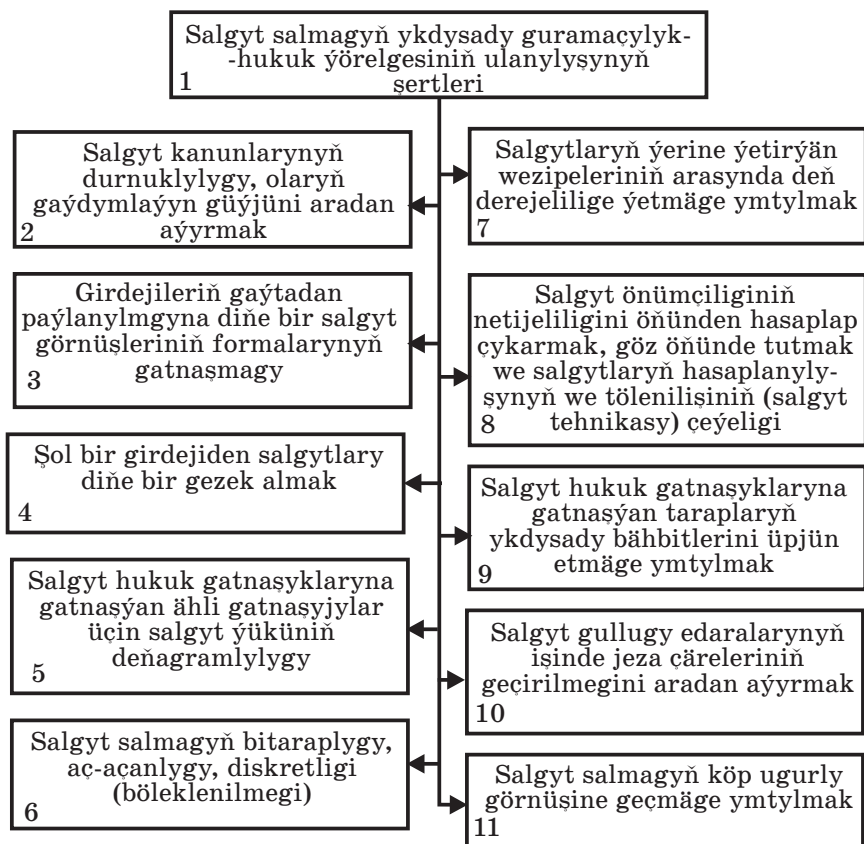 Salgyt salmagyň ykdysady guramaçylyk-
-hukuk ýörelgesiniň ulanylyşynyň
şertleri
1
Salgyt kanunlarynyň
durnuklylygy, olaryň
gaýdymlaýyn güýjüni aradan
aýyrmak
2
Girdejileriň gaýtadan
paýlanylmgyna diňe bir salgyt
görnüşleriniň formalarynyň
gatnaşmagy
3
Şol bir girdejiden salgytlary
diňe bir gezek almak
4
Salgyt hukuk gatnaşyklaryna
gatnaşýan ähli gatnaşyjylar
üçin salgyt ýüküniň
deňagramlylygy
5
Salgyt salmagyň bitaraplygy,
aç-açanlygy, diskretligi
(böleklenilmegi)
6
Salgytlaryň ýerine ýetirýän
wezipeleriniň arasynda deň
derejelilige ýetmäge ymtylmak
7
Salgyt önümçiliginiň
netijeliligini öňünden hasaplap
çykarmak, göz öňünde tutmak
we salgytlaryň hasaplanyly-
şynyň we tölenilişiniň (salgyt
tehnikasy) çeýeligi
8
Salgyt hukuk gatnaşyklaryna
gatnaşýan taraplaryň
ykdysady bähbitlerini üpjün
etmäge ymtylmak
9
Salgyt gullugy edaralarynyň
işinde jeza çäreleriniň
geçirilmegini aradan aýyrmak
10
Salgyt salmagyň köp ugurly
görnüşine geçmäge ymtylmak
11